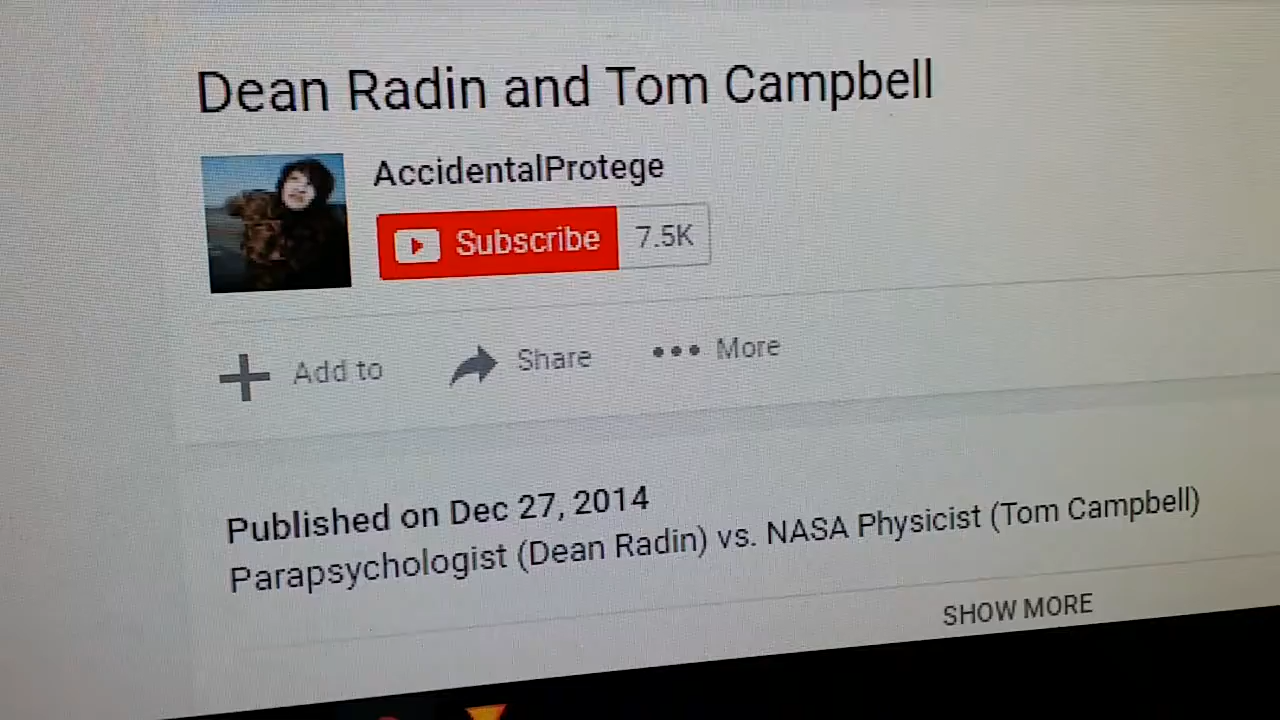 Dean Radin and Tom Campbell
AccidentalProtege
Subscribe 7.5K
Add to Share More
Published on Dec 27, 2014
Parapsychologist (Dean Radin) vs. NASA Physicist (Tom Campbell)
SHOW MORE